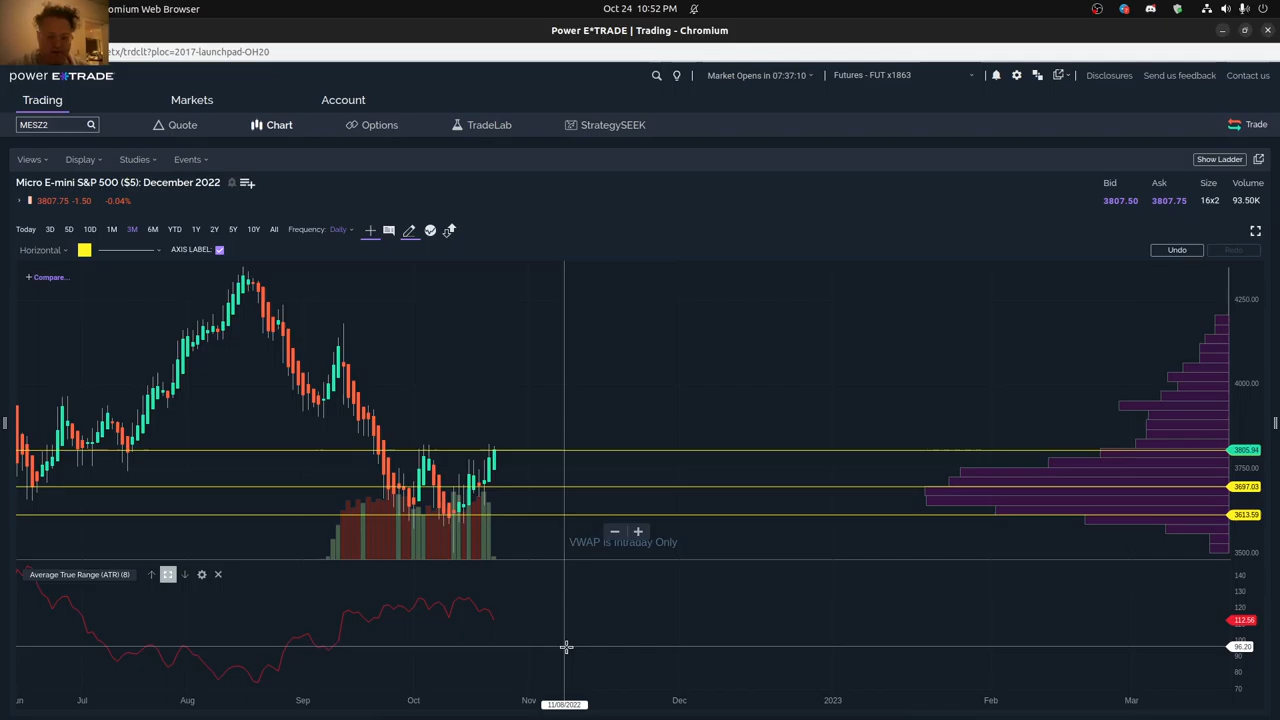 omium Web Browser
Oct 24 10:52 PM
Power E*TRADE | Trading - Chromium
etx/trdclt?ploc=2017-launchpad-OH20
power E*TRADE
Market Opens in 07:37:10
Futures - FUT x1863
Disclosures
Send us feedback
Contact us
Trading
Markets
Account
MESZ2
Quote
Chart
Options
TradeLab
StrategySEEK
Trade
Views
Display
Studies
Events
Show Ladder
Micro E-mini S&P 500 ($5): December 2022
Bid
Ask
Size
Volume
3807.75 -1.50 -0.04%
3807.50
3807.75
16x2
93.50K
Today 3D 5D 10D 1M 3M 6M YTD 1Y 2Y 5Y 10Y All Frequency: Daily
Horizontal
AXIS LABEL:
Undo
Redo
+ Compare...
4250.00
4000.00
3805.94
3750.00
3697.03
3613.59
VWAP is Intraday Only
3500.00
Average True Range (ATR) (8)
140
130
120
112.56
100
96.20
90
80
70
un Jul Aug Sep Oct Nov Dec 2023 Feb Mar
11/08/2022